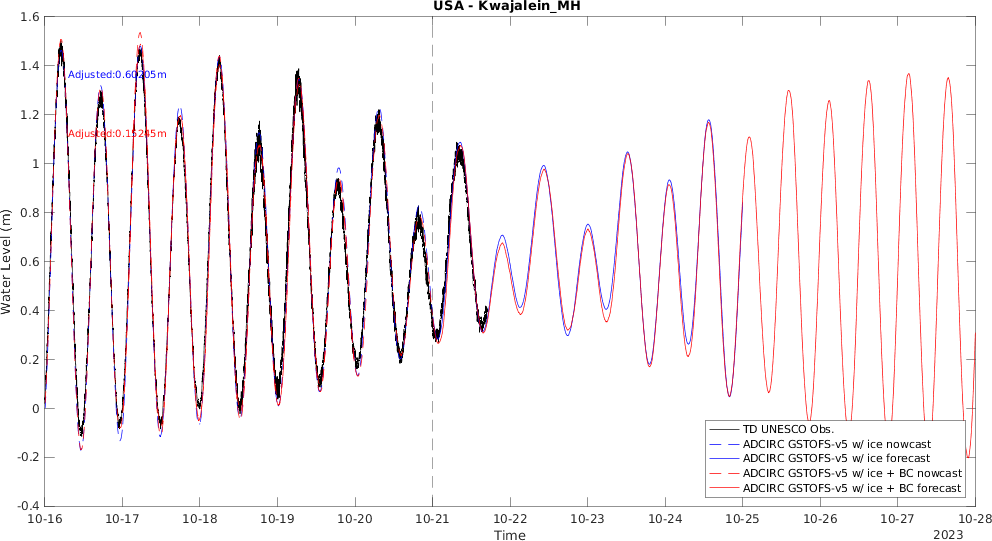 USA - Kwajalein_MH
1.6
1.4
1.2
1
0.8
0.6
0.4
0.2
0
-0.2
-0.4
Water Level (m)
Adjusted:0.60205m
Adjusted:0.15245m
TD UNESCO Obs.
ADCIRC GSTOFS-v5 w/ ice nowcast
ADCIRC GSTOFS-v5 w/ ice forecast
ADCIRC GSTOFS-v5 w/ ice + BC nowcast
ADCIRC GSTOFS-v5 w/ ice + BC forecast
10-16 10-17 10-18 10-19 10-20 10-21 10-22 10-23 10-24 10-25 10-26 10-27 10-28
Time
2023